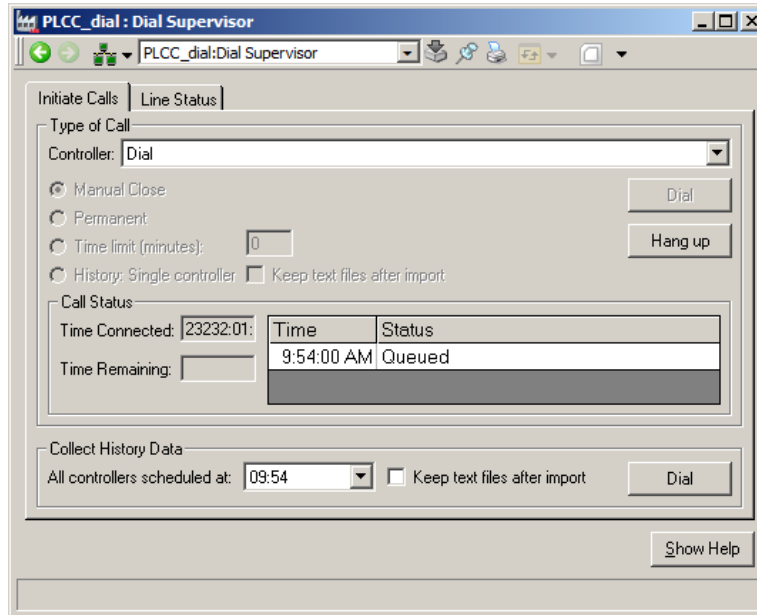 PLCC_dial : Dial Supervisor
PLCC_dial:Dial Supervisor
Initiate Calls Line Status
Type of Call
Controller: Dial
Manual Close Dial
Permanent
Time limit (minutes): 0 Hang up
History: Single controller Keep text files after import
Call Status
Time Connected: 23232:01: Time Status
9:54:00 AM Queued
Time Remaining:
Collect History Data
All controllers scheduled at: 09:54 Keep text files after import Dial
Show Help